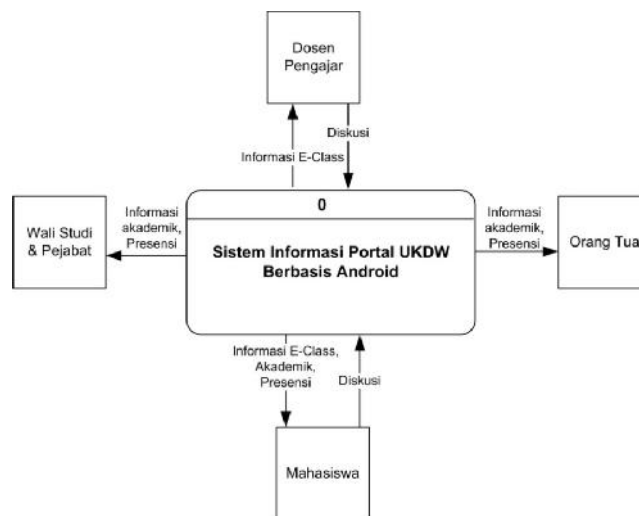 Dosen
Pengajar
Diskusi
Informasi E-Class
0
Sistem Informasi Portal UKDW
Berbasis Android
Informasi
akademik,
Presensi
Wali Studi
& Pejabat
Informasi
akademik,
Presensi
Orang Tua
Informasi E-Class,
Akademik,
Presensi
Diskusi
Mahasiswa